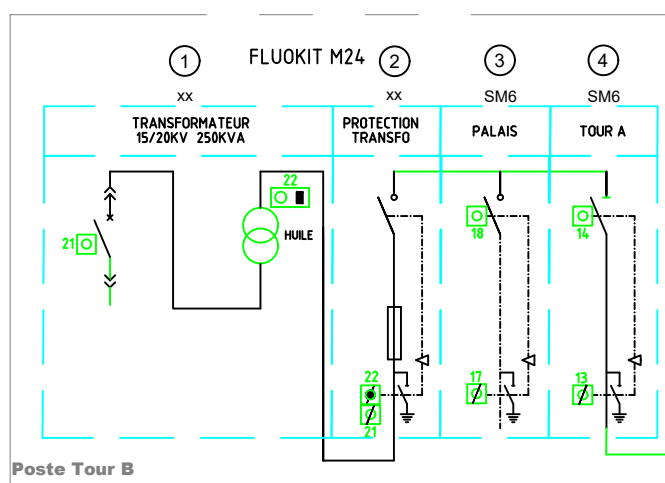 FLUOKIT M24
1
2
3
4
xx
xx
SM6
SM6
TRANSFORMATEUR
15/20KV 250KVA
PROTECTION
TRANSFO
PALAIS
TOUR A
22
21
HUILE
18
14
22
21
17
13
Poste Tour B